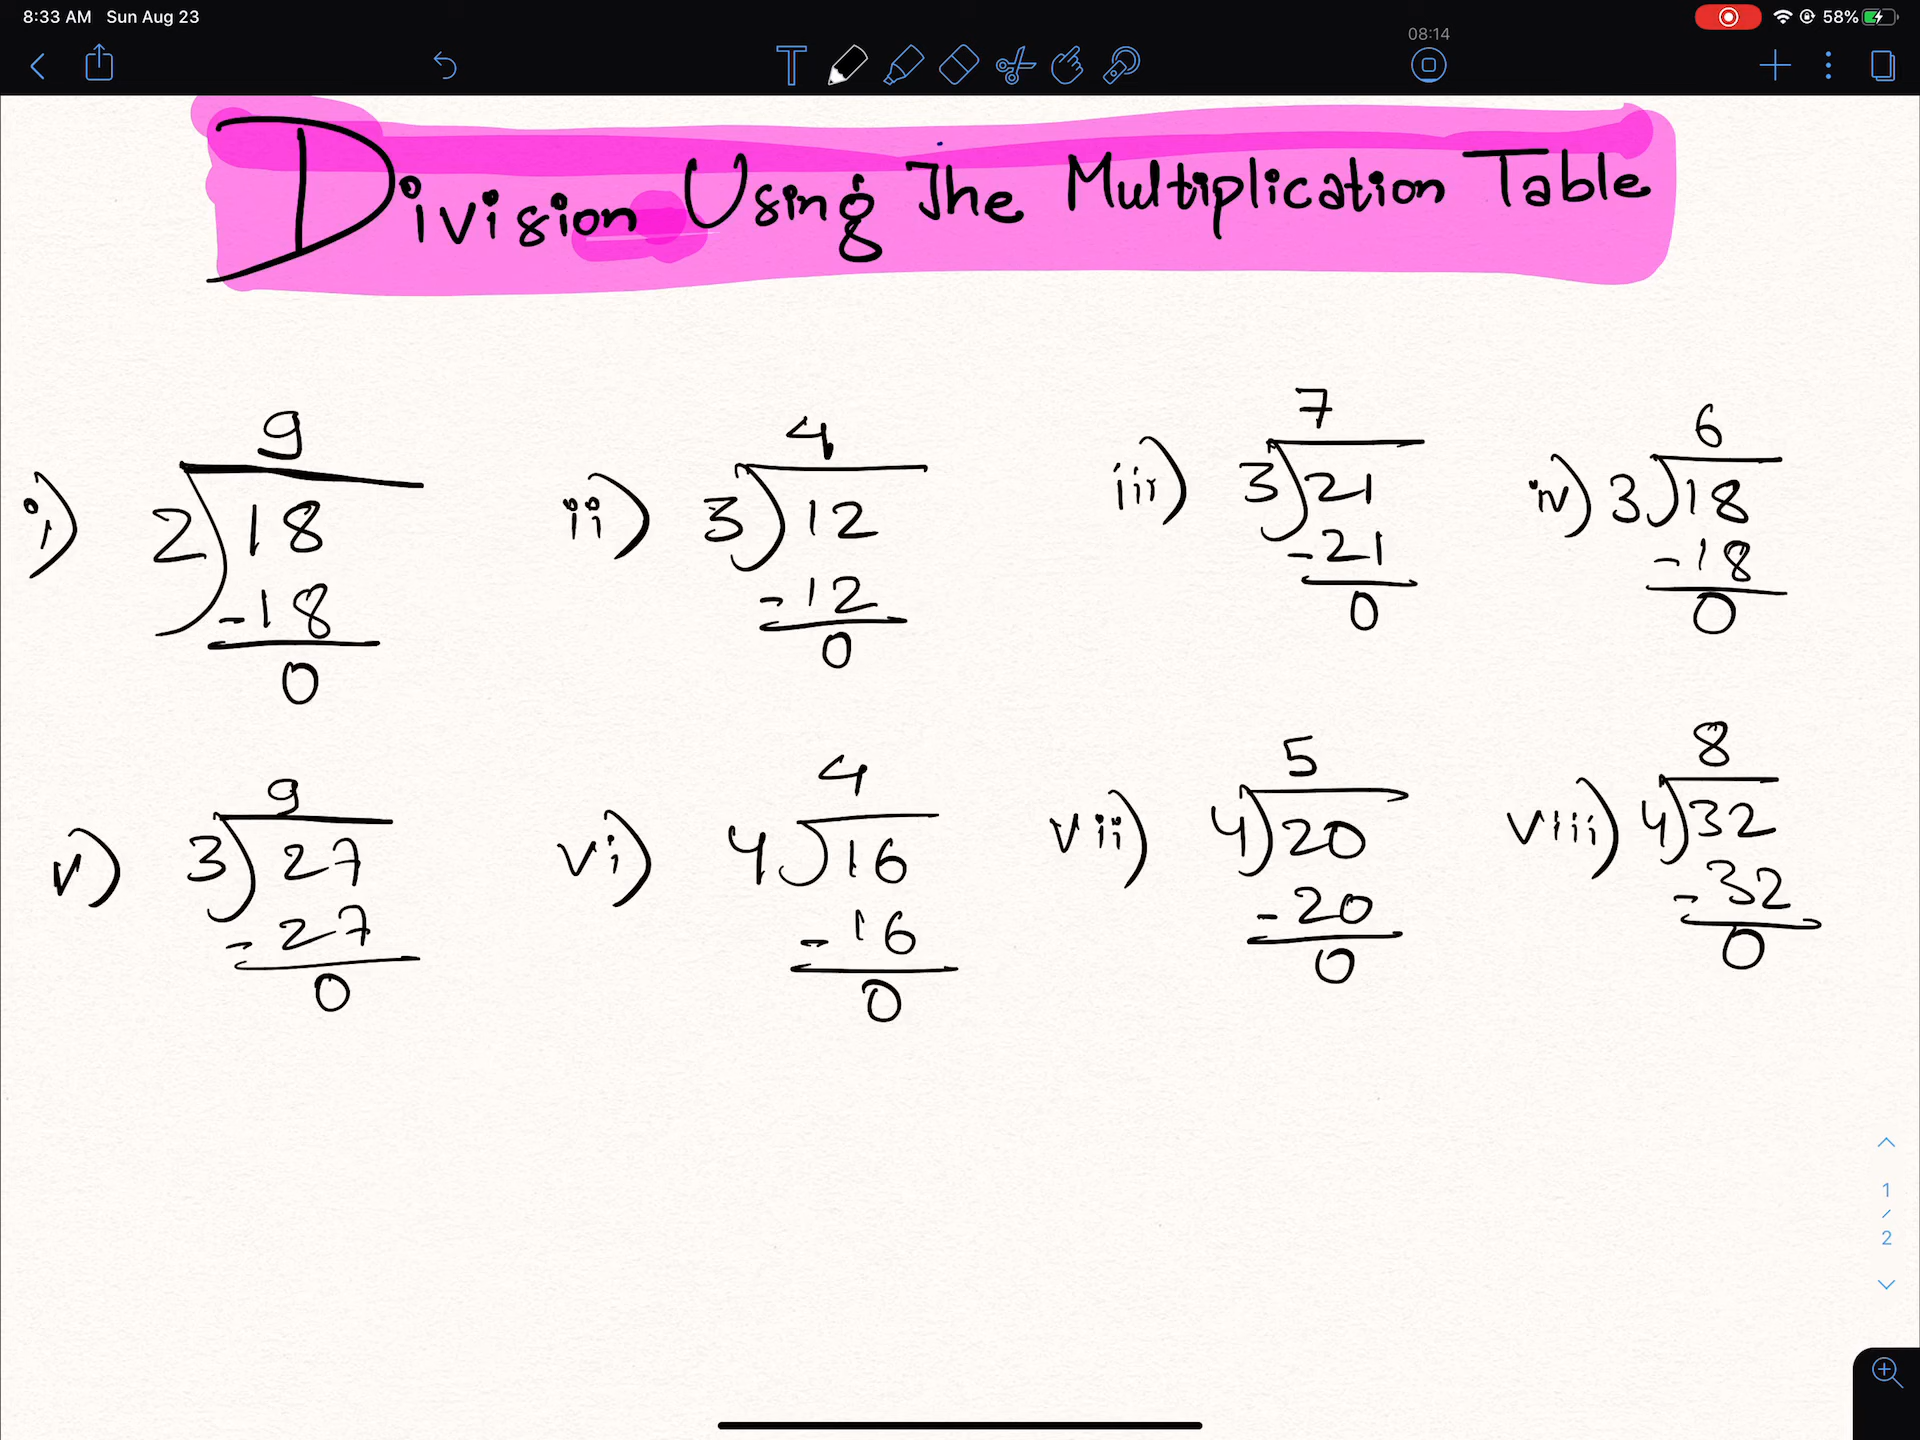 8:33 AM Sun Aug 23
58%
08:14
Division Using The Multiplication Table
9 4 7 6
i) 2)18 ii) 3)12 iii) 3)21 iv) 3)18
-18 -12 -21 -18
0 0 0 0
9 4 5 8
v) 3)27 vi) 4)16 vii) 4)20 viii) 4)32
-27 -16 -20 -32
0 0 0 0
1
/
2